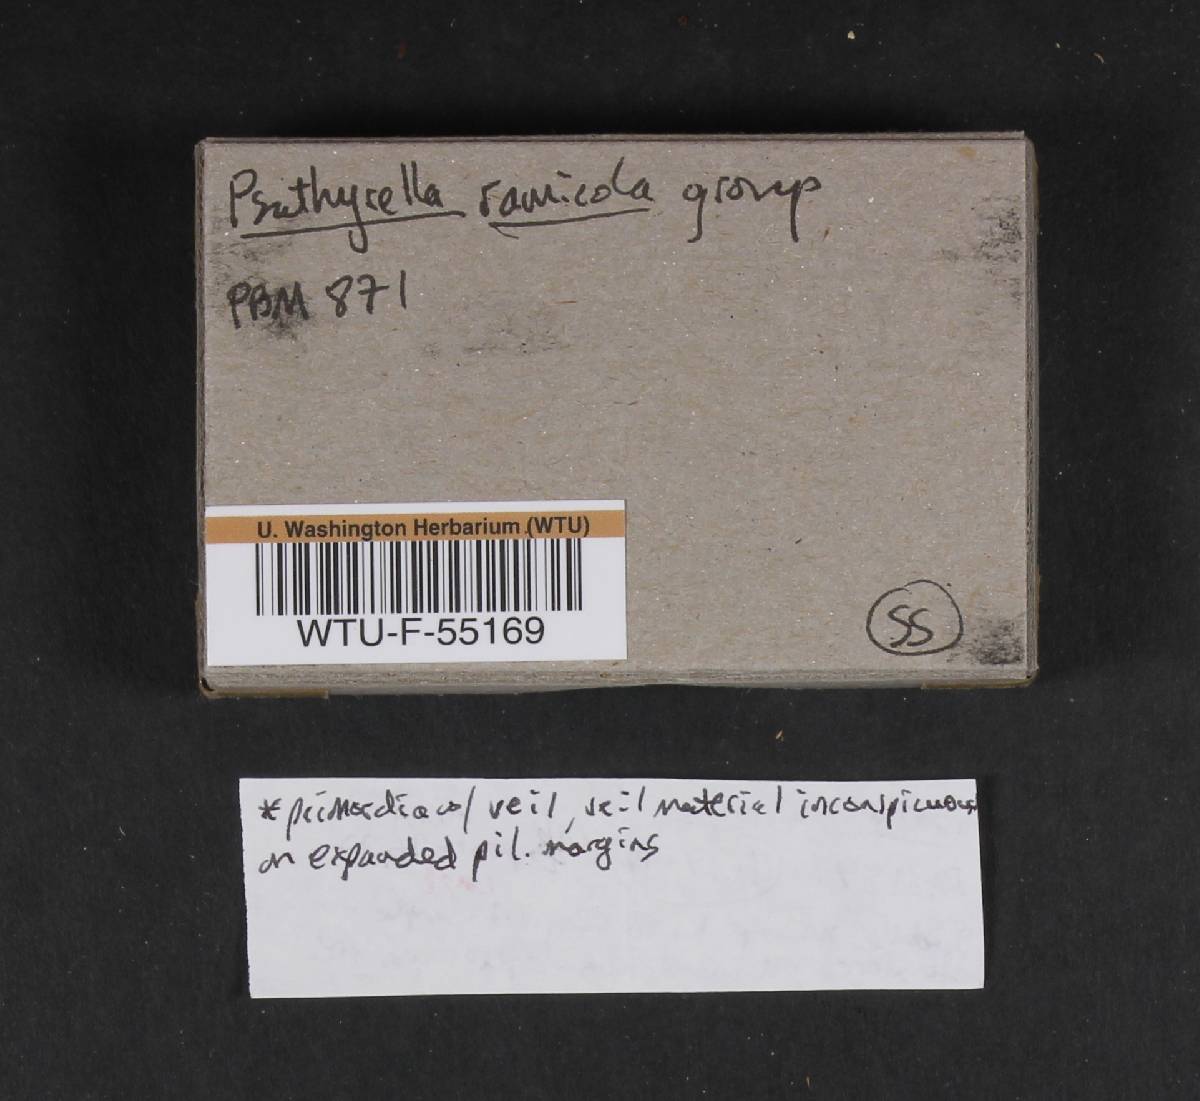 Psathyrella ramicola group
PBM 871
U. Washington Herbarium (WTU)
WTU-F-55169
SS
* primordia w/ veil, veil material inconspicuous
on expanded pil. margins